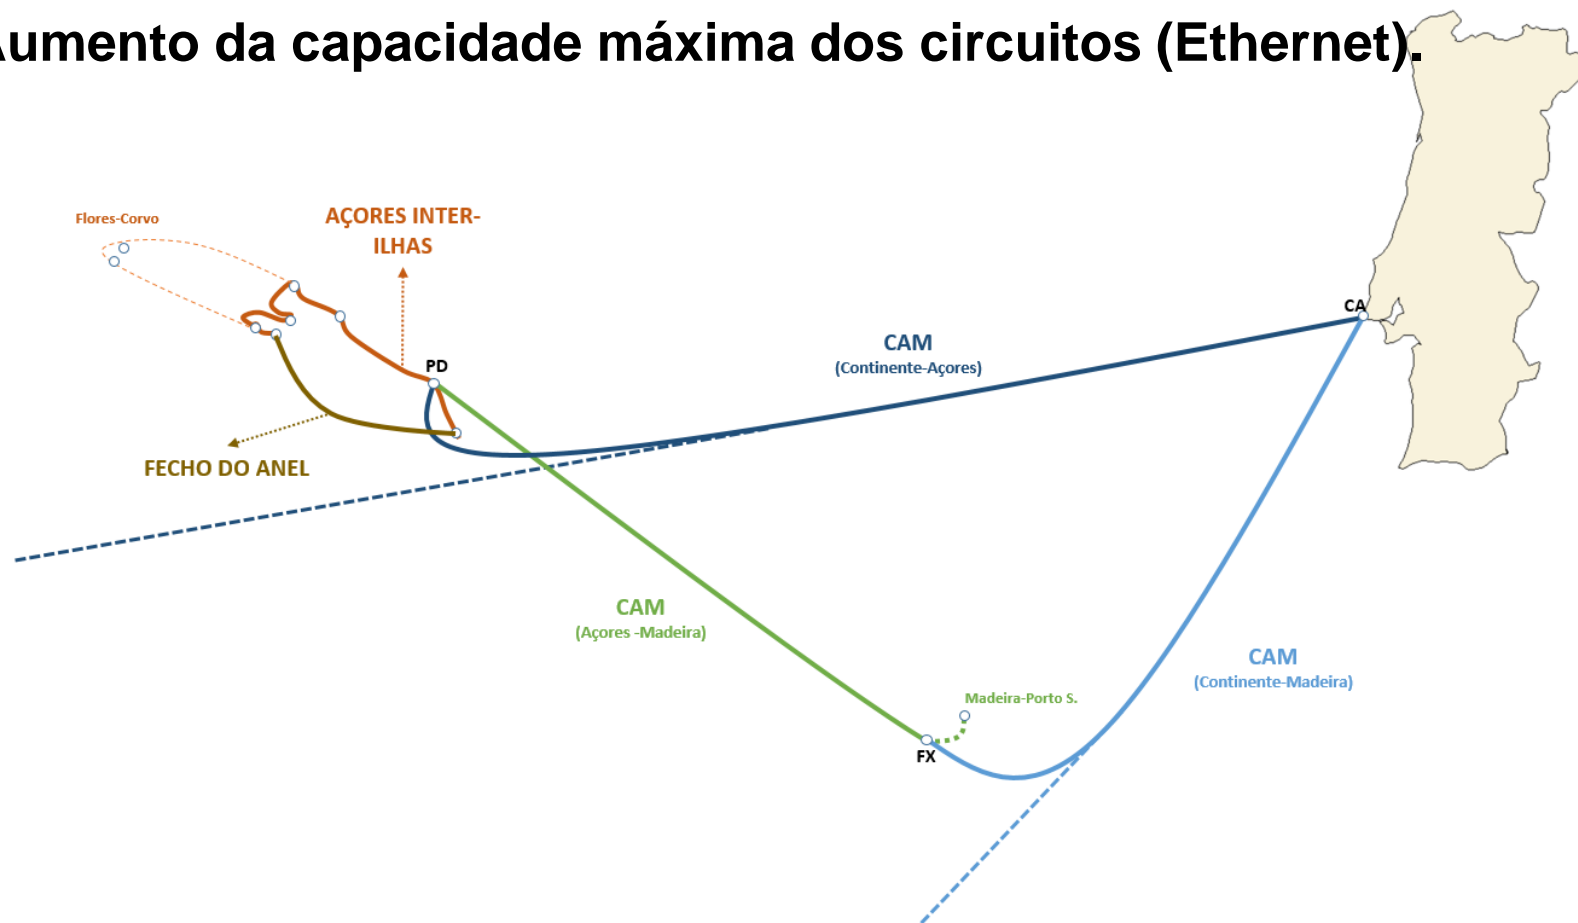 Aumento da capacidade máxima dos circuitos (Ethernet).
Flores-Corvo
AÇORES INTER-
ILHAS
CA
CAM
(Continente-Açores)
PD
FECHO DO ANEL
CAM
(Açores -Madeira)
CAM
(Continente-Madeira)
Madeira-Porto S.
FX